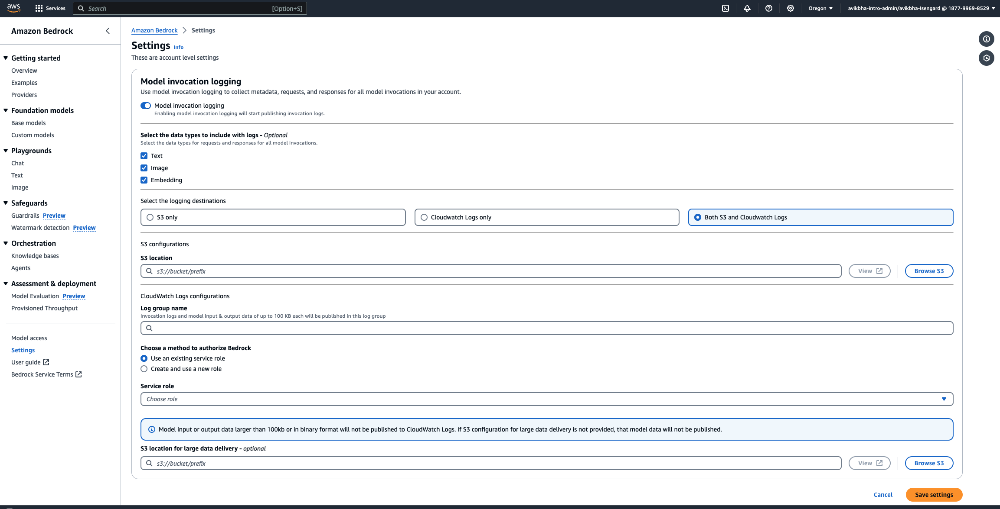 aws
Services
Search
[Option+S]
Oregon
avikbha-intro-admin/avikbha-Isengard @ 1877-9969-8529
Amazon Bedrock
Getting started
Overview
Examples
Providers
Foundation models
Base models
Custom models
Playgrounds
Chat
Text
Image
Safeguards
Guardrails Preview
Watermark detection Preview
Orchestration
Knowledge bases
Agents
Assessment & deployment
Model Evaluation Preview
Provisioned Throughput
Model access
Settings
User guide
Bedrock Service Terms
Amazon Bedrock
Settings
Settings Info
These are account level settings
Model invocation logging
Use model invocation logging to collect metadata, requests, and responses for all model invocations in your account.
Model invocation logging
Enabling model invocation logging will start publishing invocation logs.
Select the data types to include with logs - Optional
Select the data types for requests and responses for all model invocations.
Text
Image
Embedding
Select the logging destinations
S3 only
Cloudwatch Logs only
Both S3 and Cloudwatch Logs
S3 configurations
S3 location
s3://bucket/prefix
View
Browse S3
CloudWatch Logs configurations
Log group name
Invocation logs and model input & output data of up to 100 KB each will be published in this log group
Choose a method to authorize Bedrock
Use an existing service role
Create and use a new role
Service role
Choose role
Model input or output data larger than 100kb or in binary format will not be published to CloudWatch Logs. If S3 configuration for large data delivery is not provided, that model data will not be published.
S3 location for large data delivery - optional
s3://bucket/prefix
View
Browse S3
Cancel
Save settings